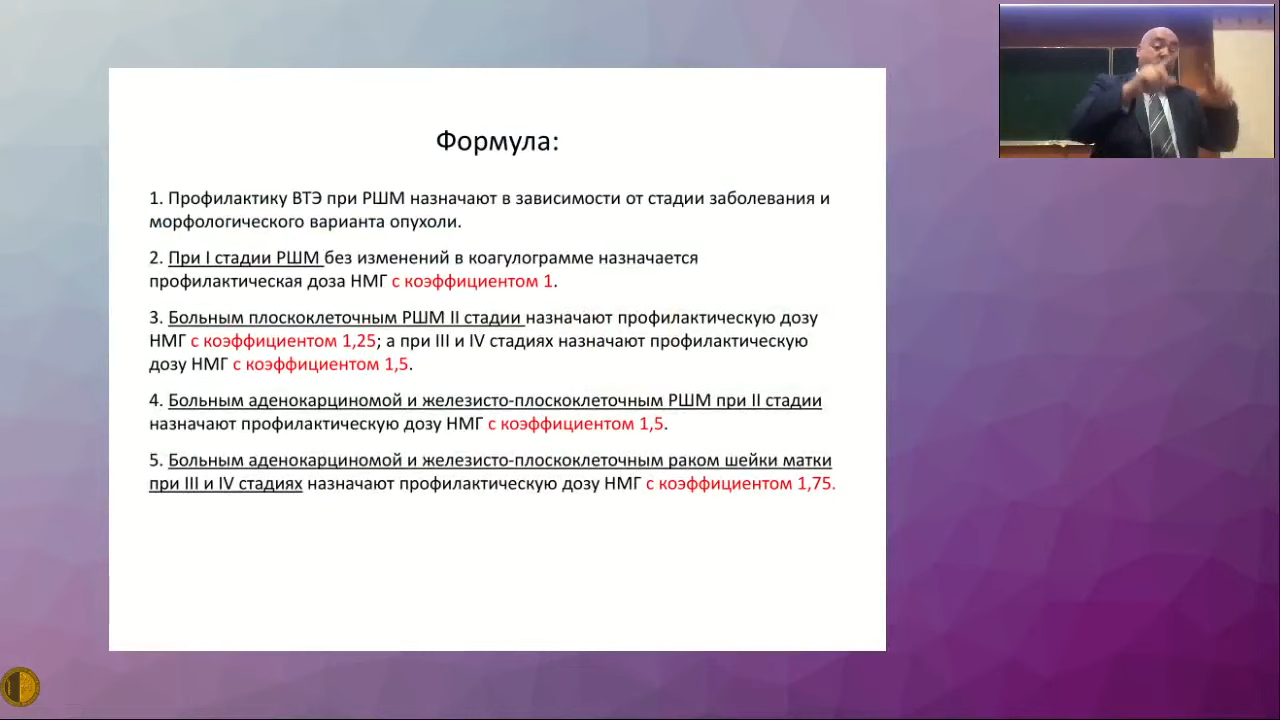 Формула:
1. Профилактику ВТЭ при РШМ назначают в зависимости от стадии заболевания и
морфологического варианта опухоли.
2. При I стадии РШМ без изменений в коагулограмме назначается
профилактическая доза НМГ с коэффициентом 1.
3. Больным плоскоклеточным РШМ II стадии назначают профилактическую дозу
НМГ с коэффициентом 1,25; а при III и IV стадиях назначают профилактическую
дозу НМГ с коэффициентом 1,5.
4. Больным аденокарциномой и железисто-плоскоклеточным РШМ при II стадии
назначают профилактическую дозу НМГ с коэффициентом 1,5.
5. Больным аденокарциномой и железисто-плоскоклеточным раком шейки матки
при III и IV стадиях назначают профилактическую дозу НМГ с коэффициентом 1,75.